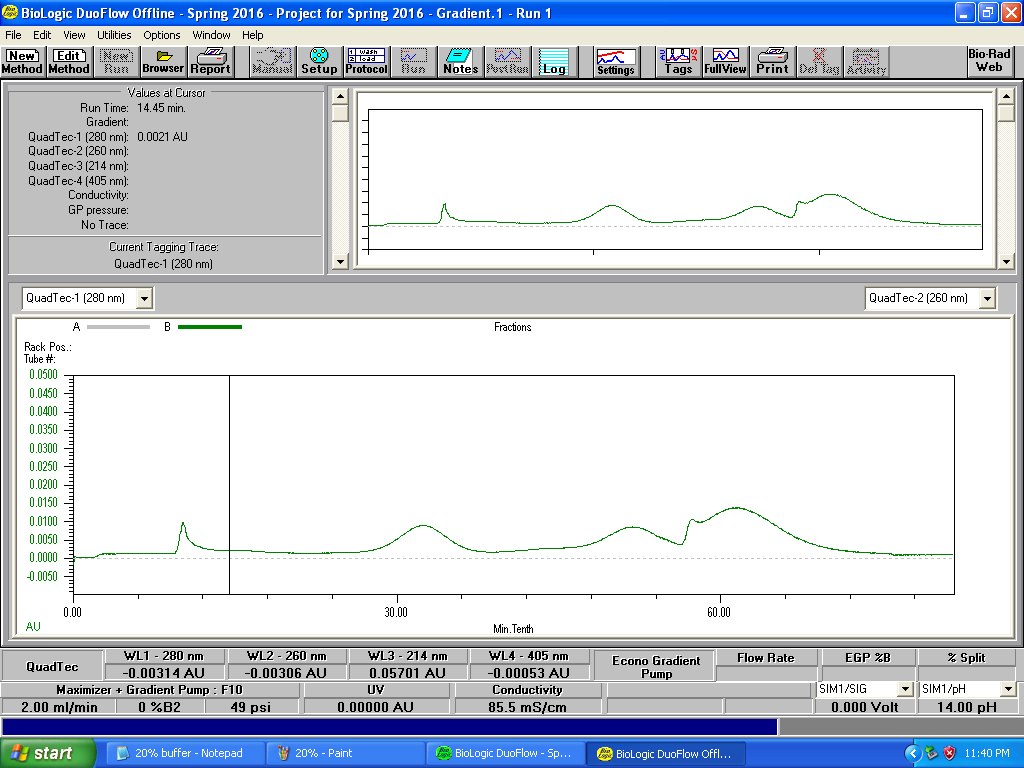 BioLogic DuoFlow Offline - Spring 2016 - Project for Spring 2016 - Gradient.1 - Run 1
File Edit View Utilities Options Window Help
New Method Edit Method New Run Browser Report Manual Setup Protocol Run Notes PostRun Log Settings Tags FullView Print DelTag Activity Bio-Rad Web
Values at Cursor
Run Time: 14.45 min.
Gradient:
QuadTec-1 (280 nm): 0.0021 AU
QuadTec-2 (260 nm):
QuadTec-3 (214 nm):
QuadTec-4 (405 nm):
Conductivity:
GP pressure:
No Trace:
Current Tagging Trace:
QuadTec-1 (280 nm)
QuadTec-1 (280 nm) QuadTec-2 (260 nm)
A B Fractions
Rack Pos.:
Tube #:
0.0500
0.0450
0.0400
0.0350
0.0300
0.0250
0.0200
0.0150
0.0100
0.0050
0.0000
-0.0050
0.00 30.00 60.00
AU Min.Tenth
QuadTec WL1 - 280 nm WL2 - 260 nm WL3 - 214 nm WL4 - 405 nm Econo Gradient Pump Flow Rate EGP %B % Split
-0.00314 AU -0.00306 AU 0.05701 AU -0.00053 AU
Maximizer + Gradient Pump : F10 UV Conductivity SIM1/SIG SIM1/pH
2.00 ml/min 0 %B2 49 psi 0.00000 AU 85.5 mS/cm 0.000 Volt 14.00 pH
start 20% buffer - Notepad 20% - Paint BioLogic DuoFlow - Sp... BioLogic DuoFlow Offl... 11:40 PM